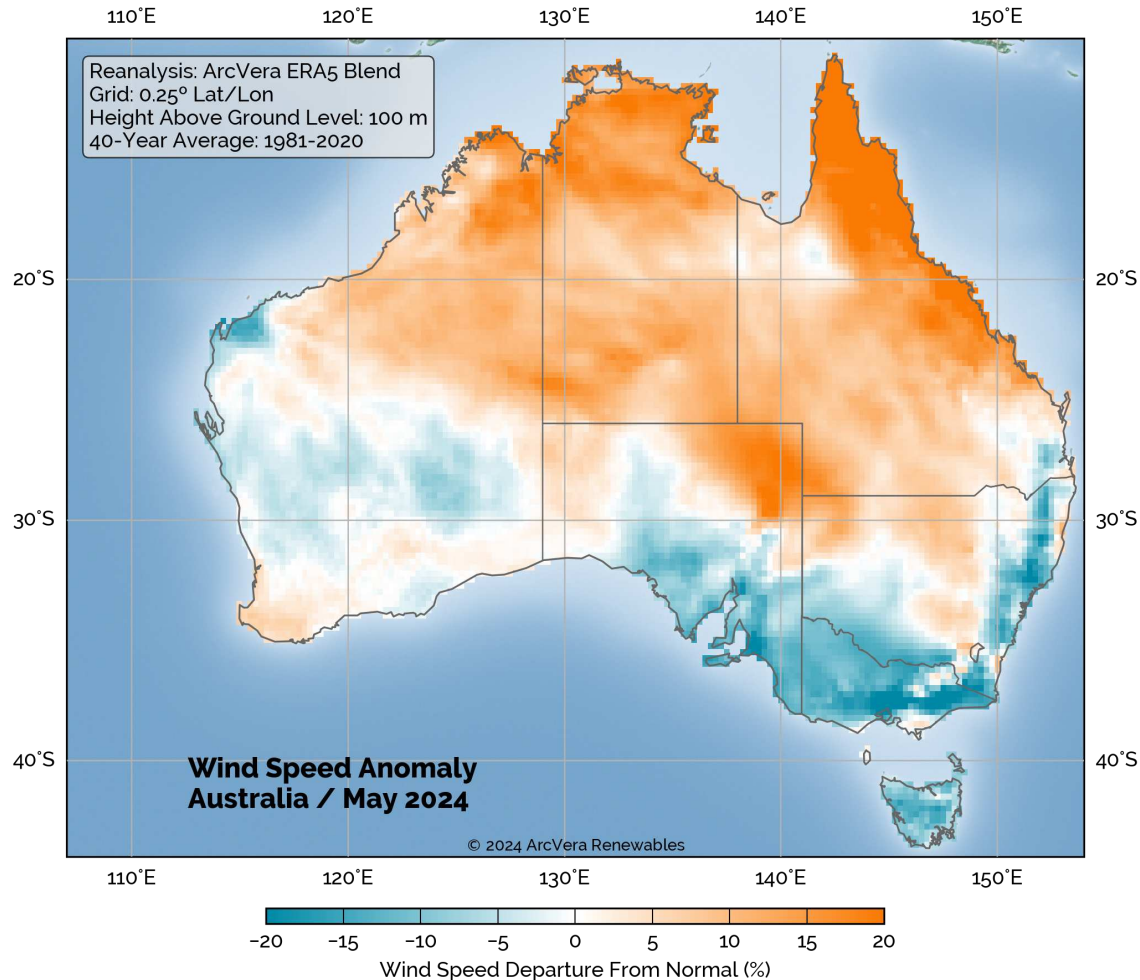 110°E 120°E 130°E 140°E 150°E
Reanalysis: ArcVera ERA5 Blend
Grid: 0.25º Lat/Lon
Height Above Ground Level: 100 m
40-Year Average: 1981-2020
20°S 20°S
30°S 30°S
40°S 40°S
Wind Speed Anomaly
Australia / May 2024
© 2024 ArcVera Renewables
110°E 120°E 130°E 140°E 150°E
−20 −15 −10 −5 0 5 10 15 20
Wind Speed Departure From Normal (%)